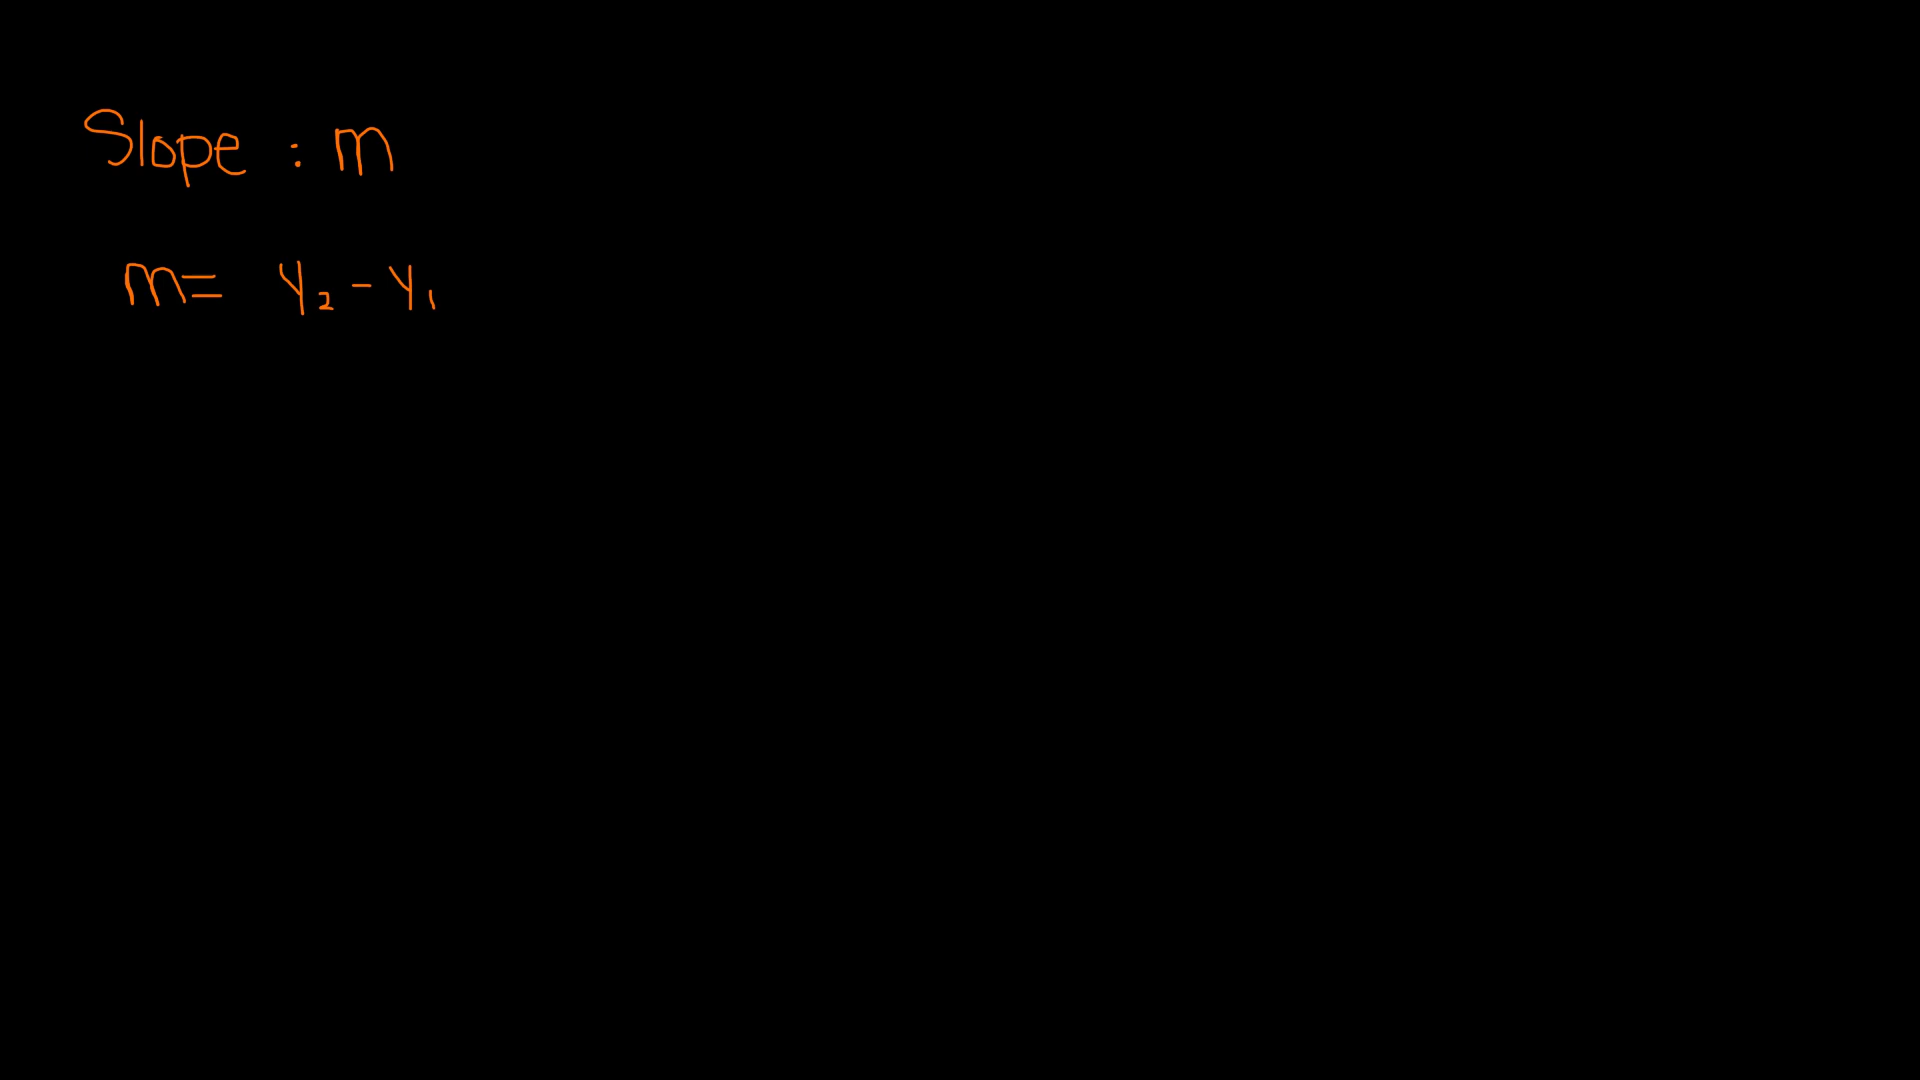 Slope : m
m = y₂ - y₁